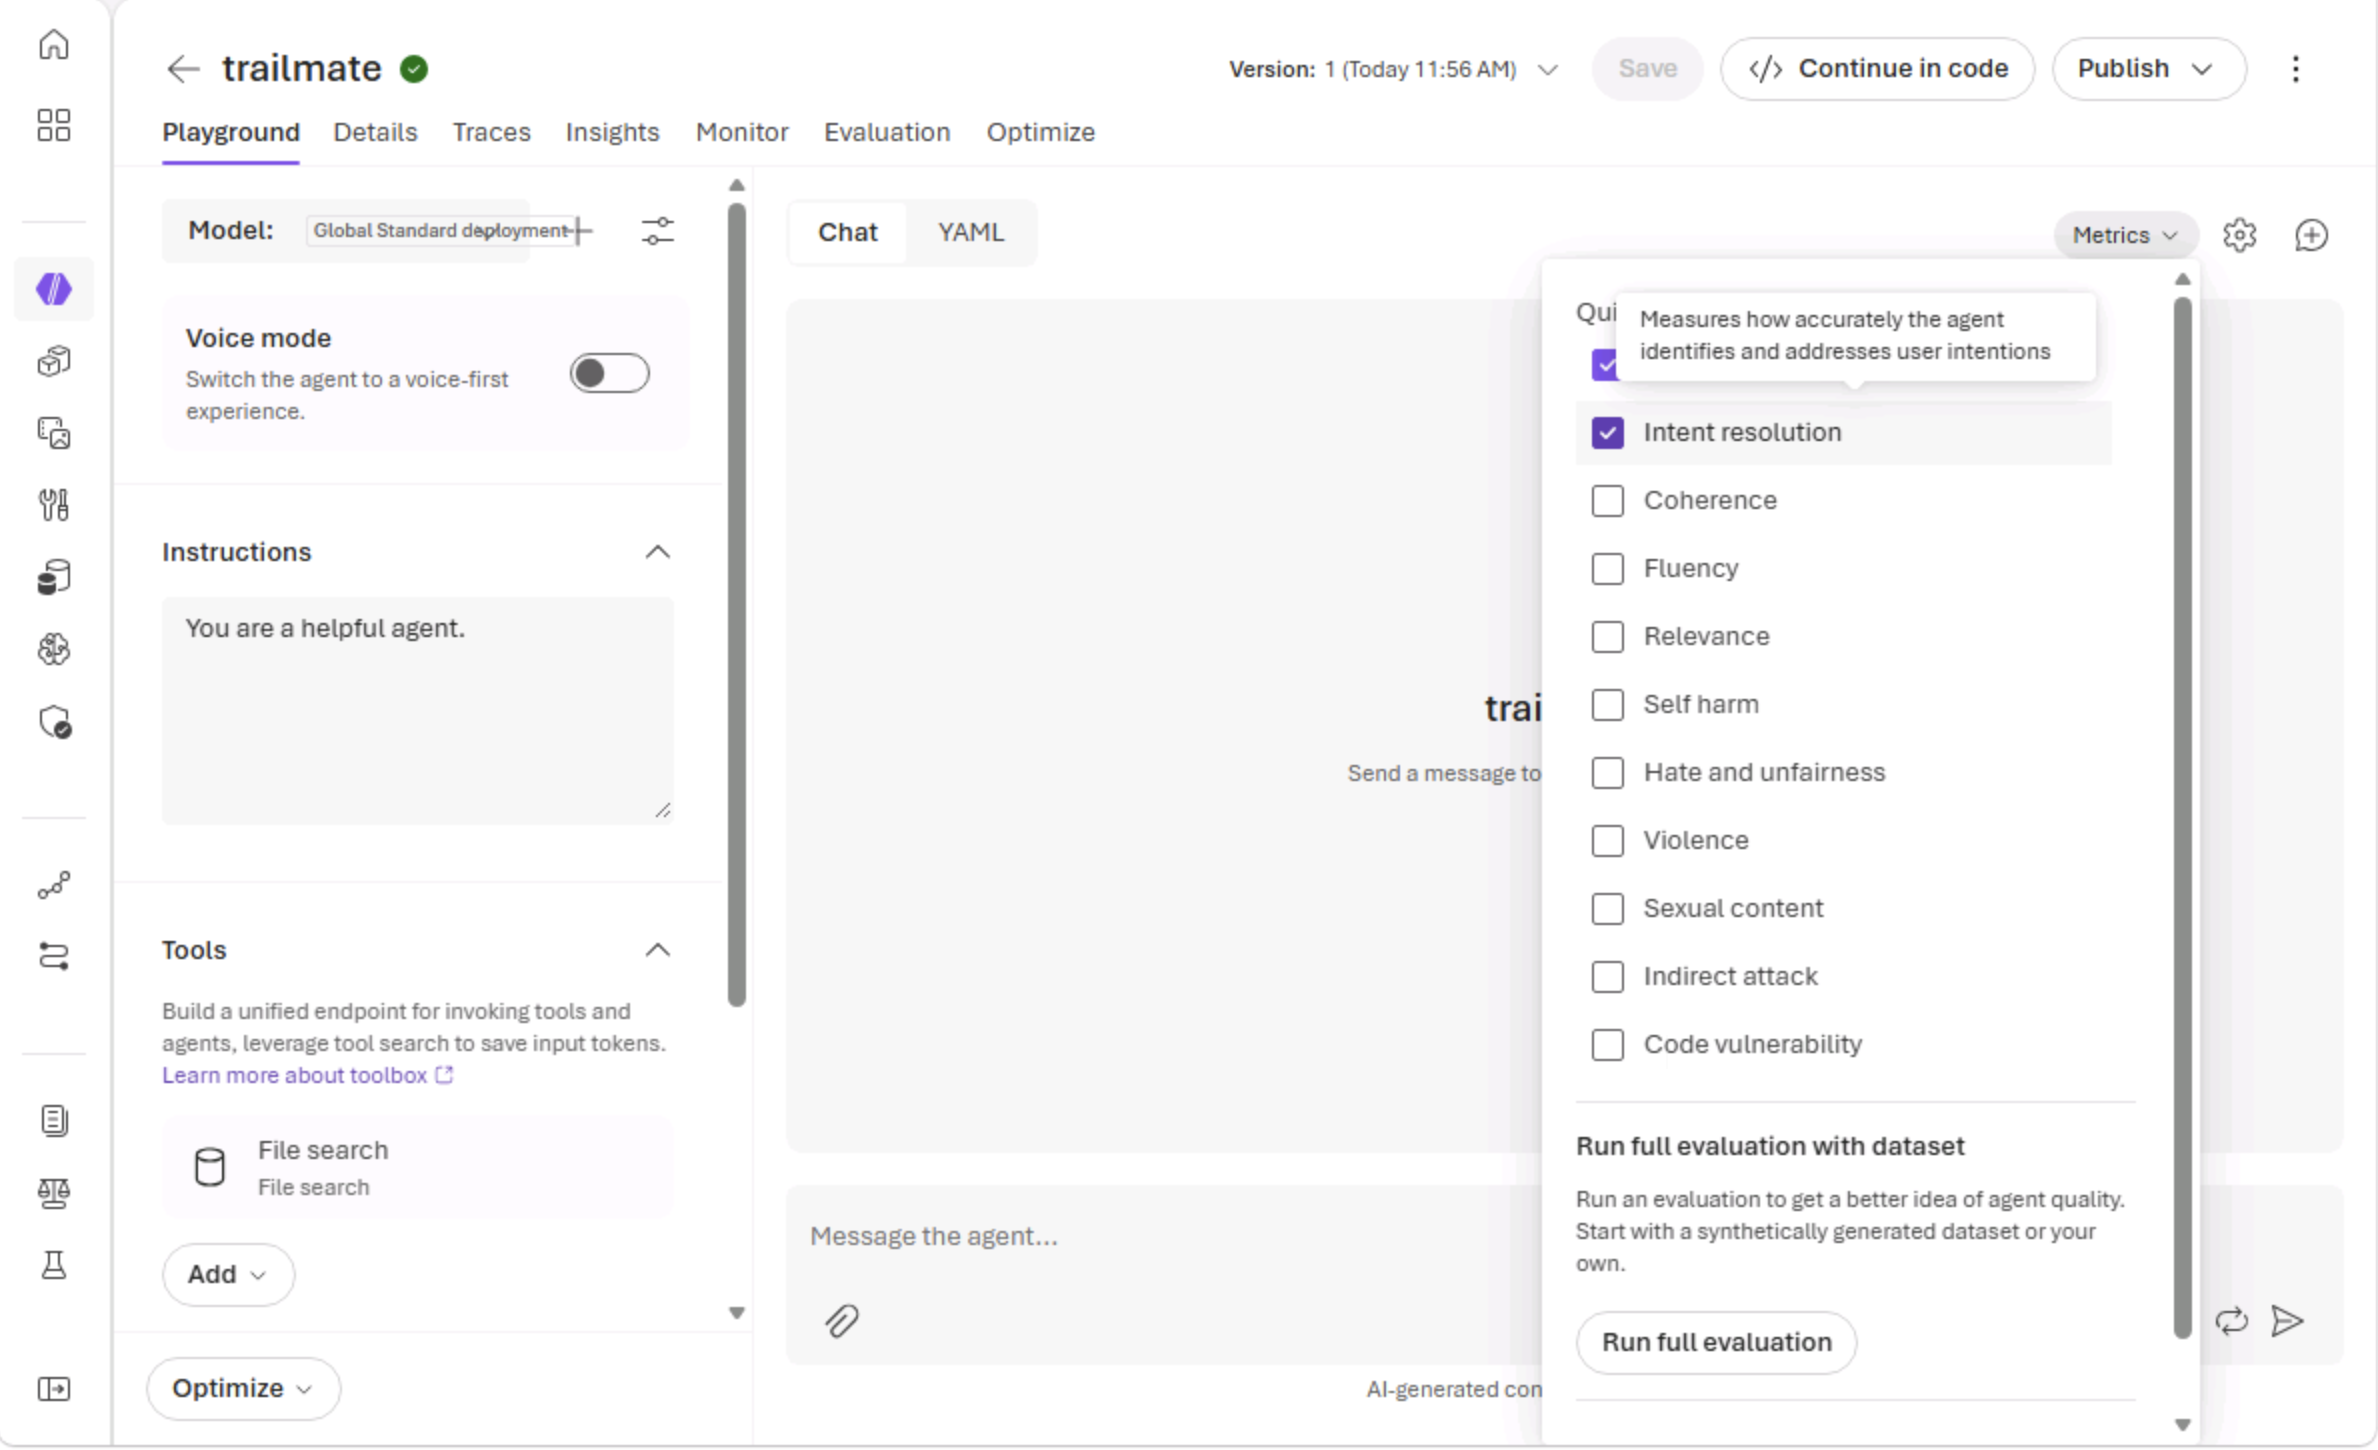 trailmate
Version: 1 (Today 11:56 AM)
Save
Continue in code
Publish
Playground
Details
Traces
Insights
Monitor
Evaluation
Optimize
Model:
Global Standard deployment
Voice mode
Switch the agent to a voice-first
experience.
Instructions
You are a helpful agent.
Tools
Build a unified endpoint for invoking tools and
agents, leverage tool search to save input tokens.
Learn more about toolbox
File search
File search
Add
Optimize
Chat
YAML
Metrics
trai
Send a message to
Message the agent...
AI-generated con
Qui
Measures how accurately the agent
identifies and addresses user intentions
Intent resolution
Coherence
Fluency
Relevance
Self harm
Hate and unfairness
Violence
Sexual content
Indirect attack
Code vulnerability
Run full evaluation with dataset
Run an evaluation to get a better idea of agent quality.
Start with a synthetically generated dataset or your
own.
Run full evaluation